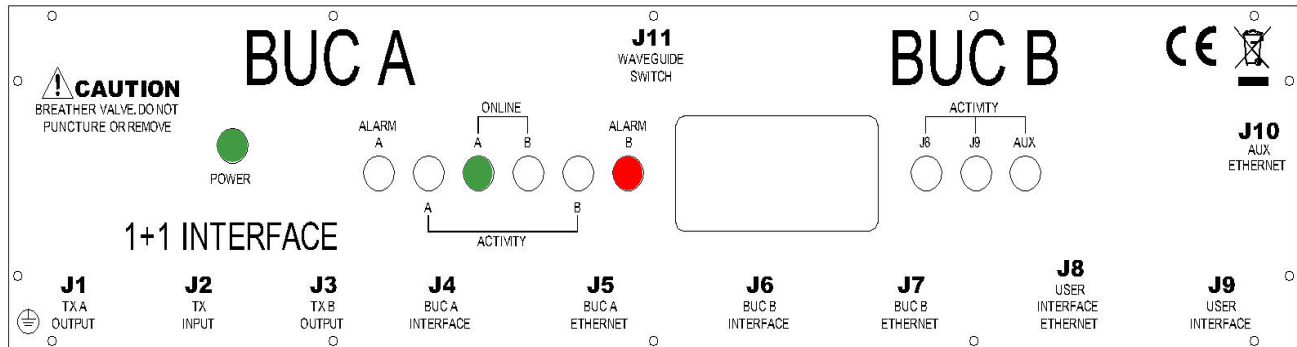 BUC A
J11
WAVEGUIDE
SWITCH
BUC B
CE
CAUTION
BREATHER VALVE. DO NOT
PUNCTURE OR REMOVE
POWER
ALARM
A
ONLINE
A B
ALARM
B
A B
ACTIVITY
ACTIVITY
J8 J9 AUX
J10
AUX
ETHERNET
1+1 INTERFACE
J1
TX A
OUTPUT
J2
TX
INPUT
J3
TX B
OUTPUT
J4
BUC A
INTERFACE
J5
BUC A
ETHERNET
J6
BUC B
INTERFACE
J7
BUC B
ETHERNET
J8
USER
INTERFACE
ETHERNET
J9
USER
INTERFACE